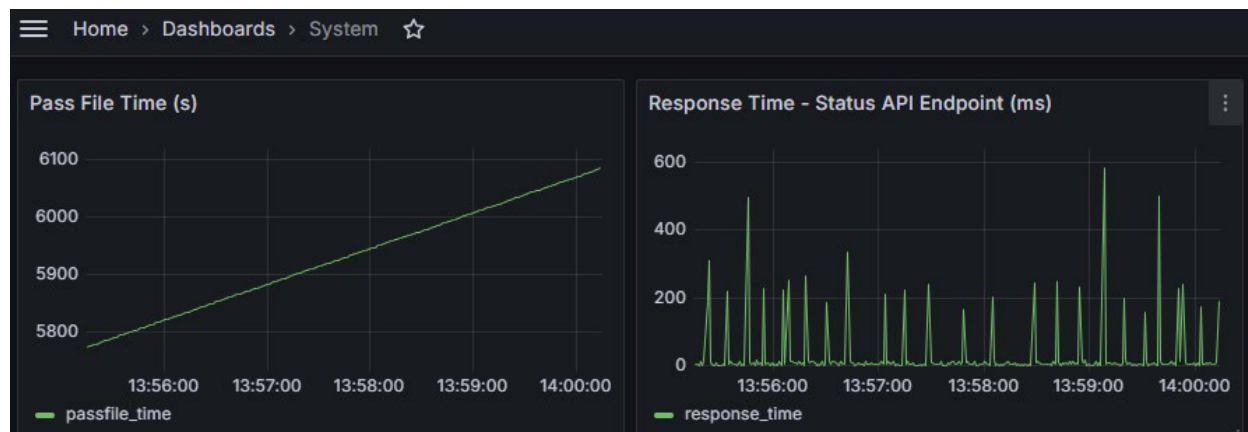 Home › Dashboards › System
Pass File Time (s)
6100
6000
5900
5800
13:56:00 13:57:00 13:58:00 13:59:00 14:00:00
passfile_time
Response Time - Status API Endpoint (ms)
600
400
200
0
13:56:00 13:57:00 13:58:00 13:59:00 14:00:00
response_time